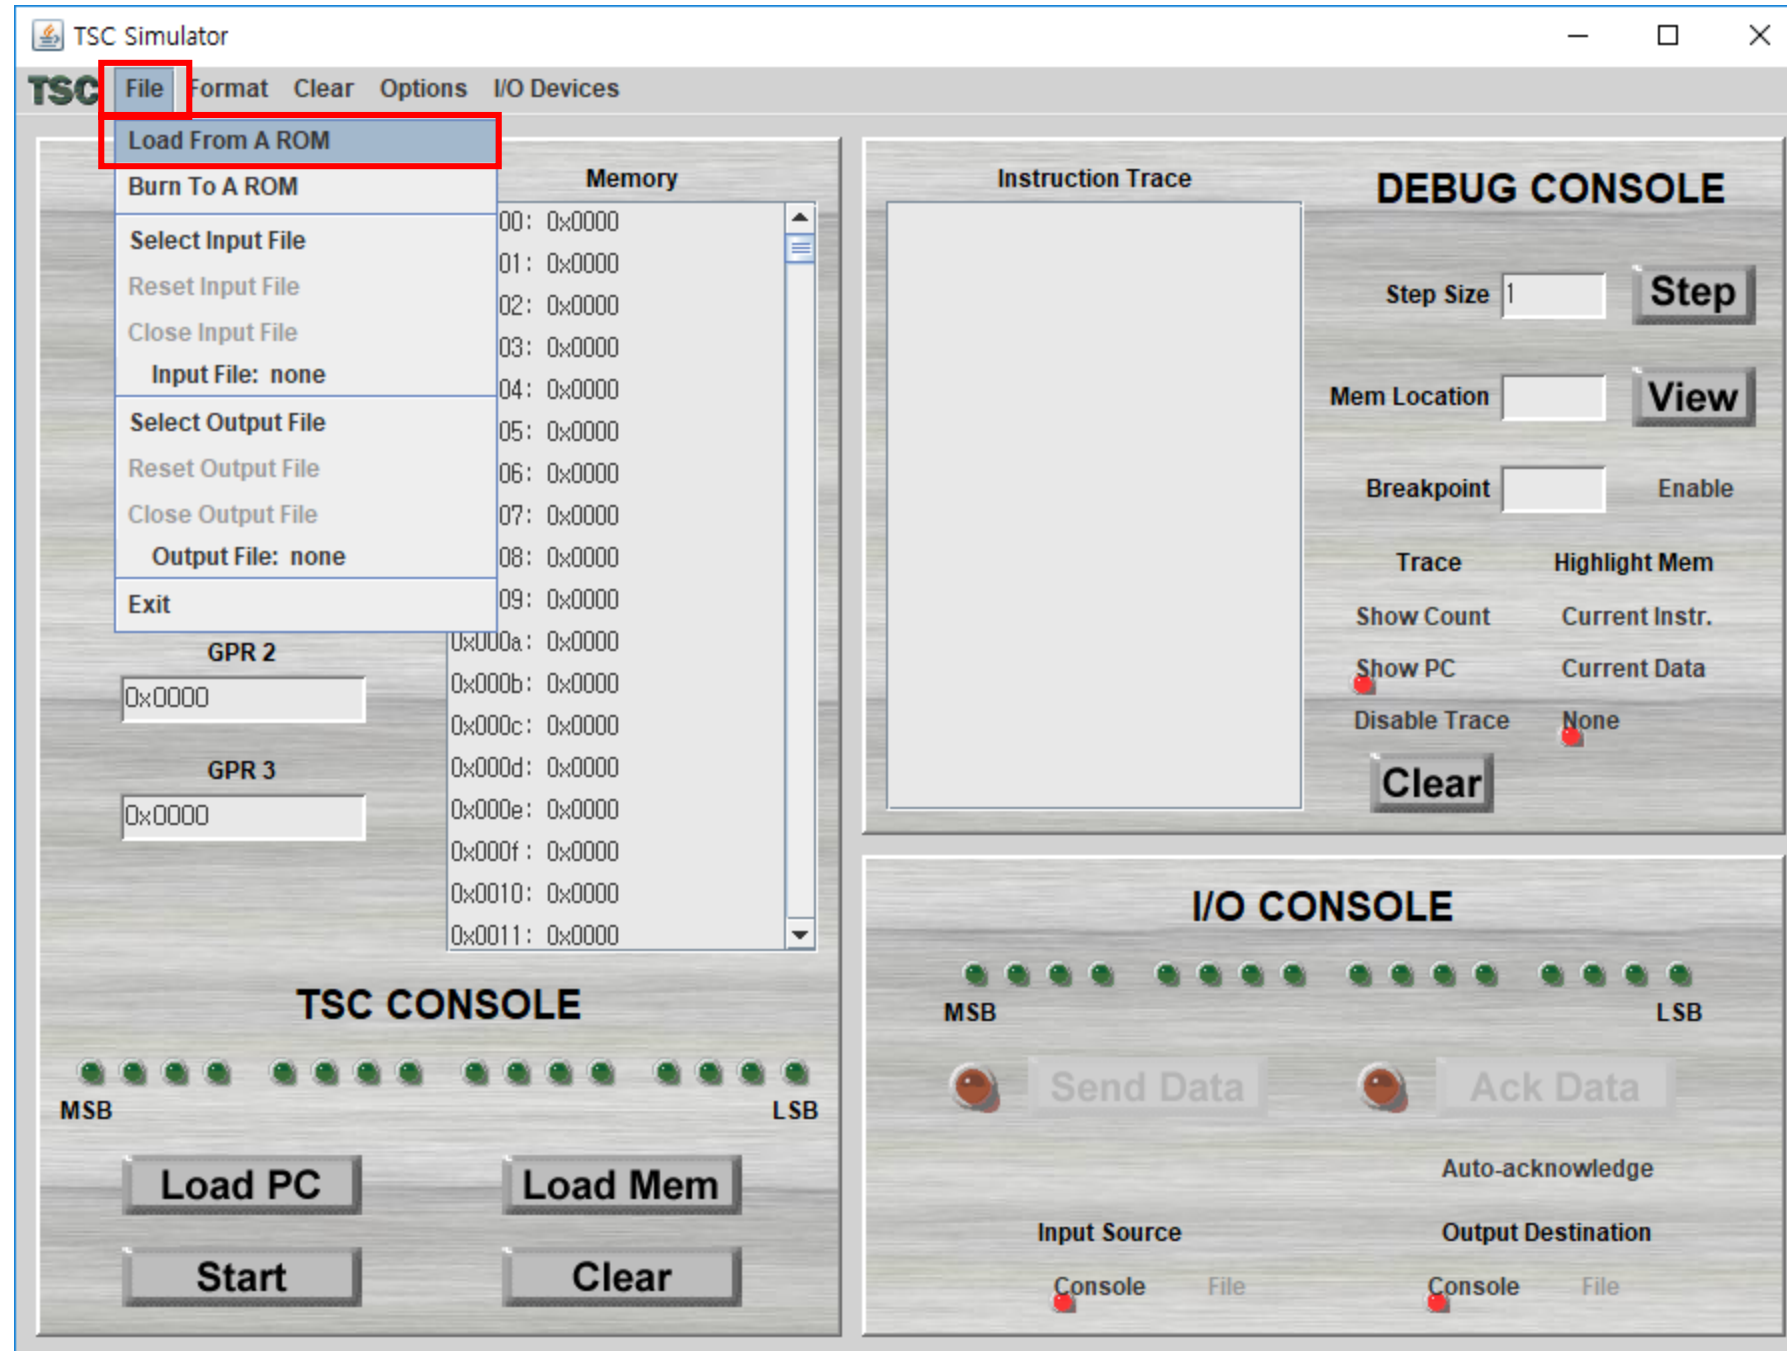 TSC Simulator
TSC File Format Clear Options I/O Devices
Load From A ROM
Burn To A ROM
Select Input File
Reset Input File
Close Input File
Input File: none
Select Output File
Reset Output File
Close Output File
Output File: none
Exit
GPR 2
0x0000
GPR 3
0x0000
Memory
00: 0x0000
01: 0x0000
02: 0x0000
03: 0x0000
04: 0x0000
05: 0x0000
06: 0x0000
07: 0x0000
08: 0x0000
09: 0x0000
0x000a: 0x0000
0x000b: 0x0000
0x000c: 0x0000
0x000d: 0x0000
0x000e: 0x0000
0x000f: 0x0000
0x0010: 0x0000
0x0011: 0x0000
TSC CONSOLE
MSB LSB
Load PC Load Mem
Start Clear
Instruction Trace
DEBUG CONSOLE
Step Size 1 Step
Mem Location View
Breakpoint Enable
Trace Highlight Mem
Show Count Current Instr.
Show PC Current Data
Disable Trace None
Clear
I/O CONSOLE
MSB LSB
Send Data Ack Data
Auto-acknowledge
Input Source Output Destination
Console File Console File